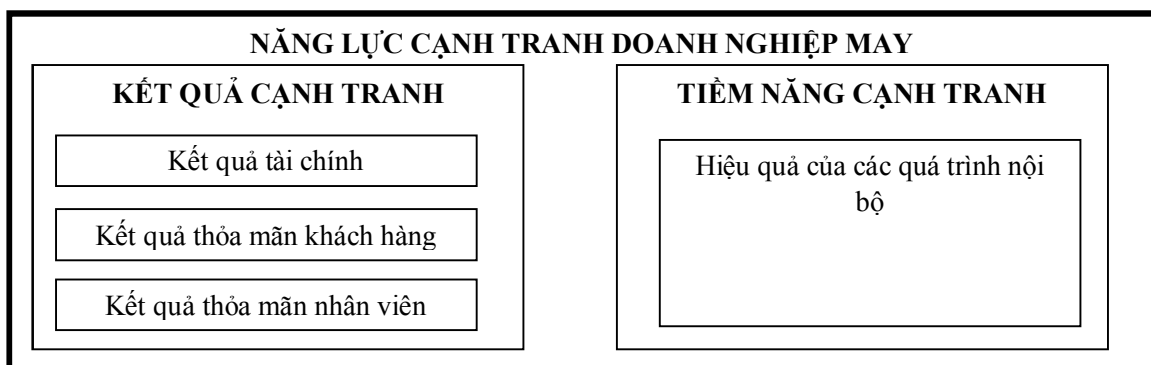 NĂNG LỰC CẠNH TRANH DOANH NGHIỆP MAY
KẾT QUẢ CẠNH TRANH
Kết quả tài chính
Kết quả thỏa mãn khách hàng
Kết quả thỏa mãn nhân viên
TIỀM NĂNG CẠNH TRANH
Hiệu quả của các quá trình nội
bộ